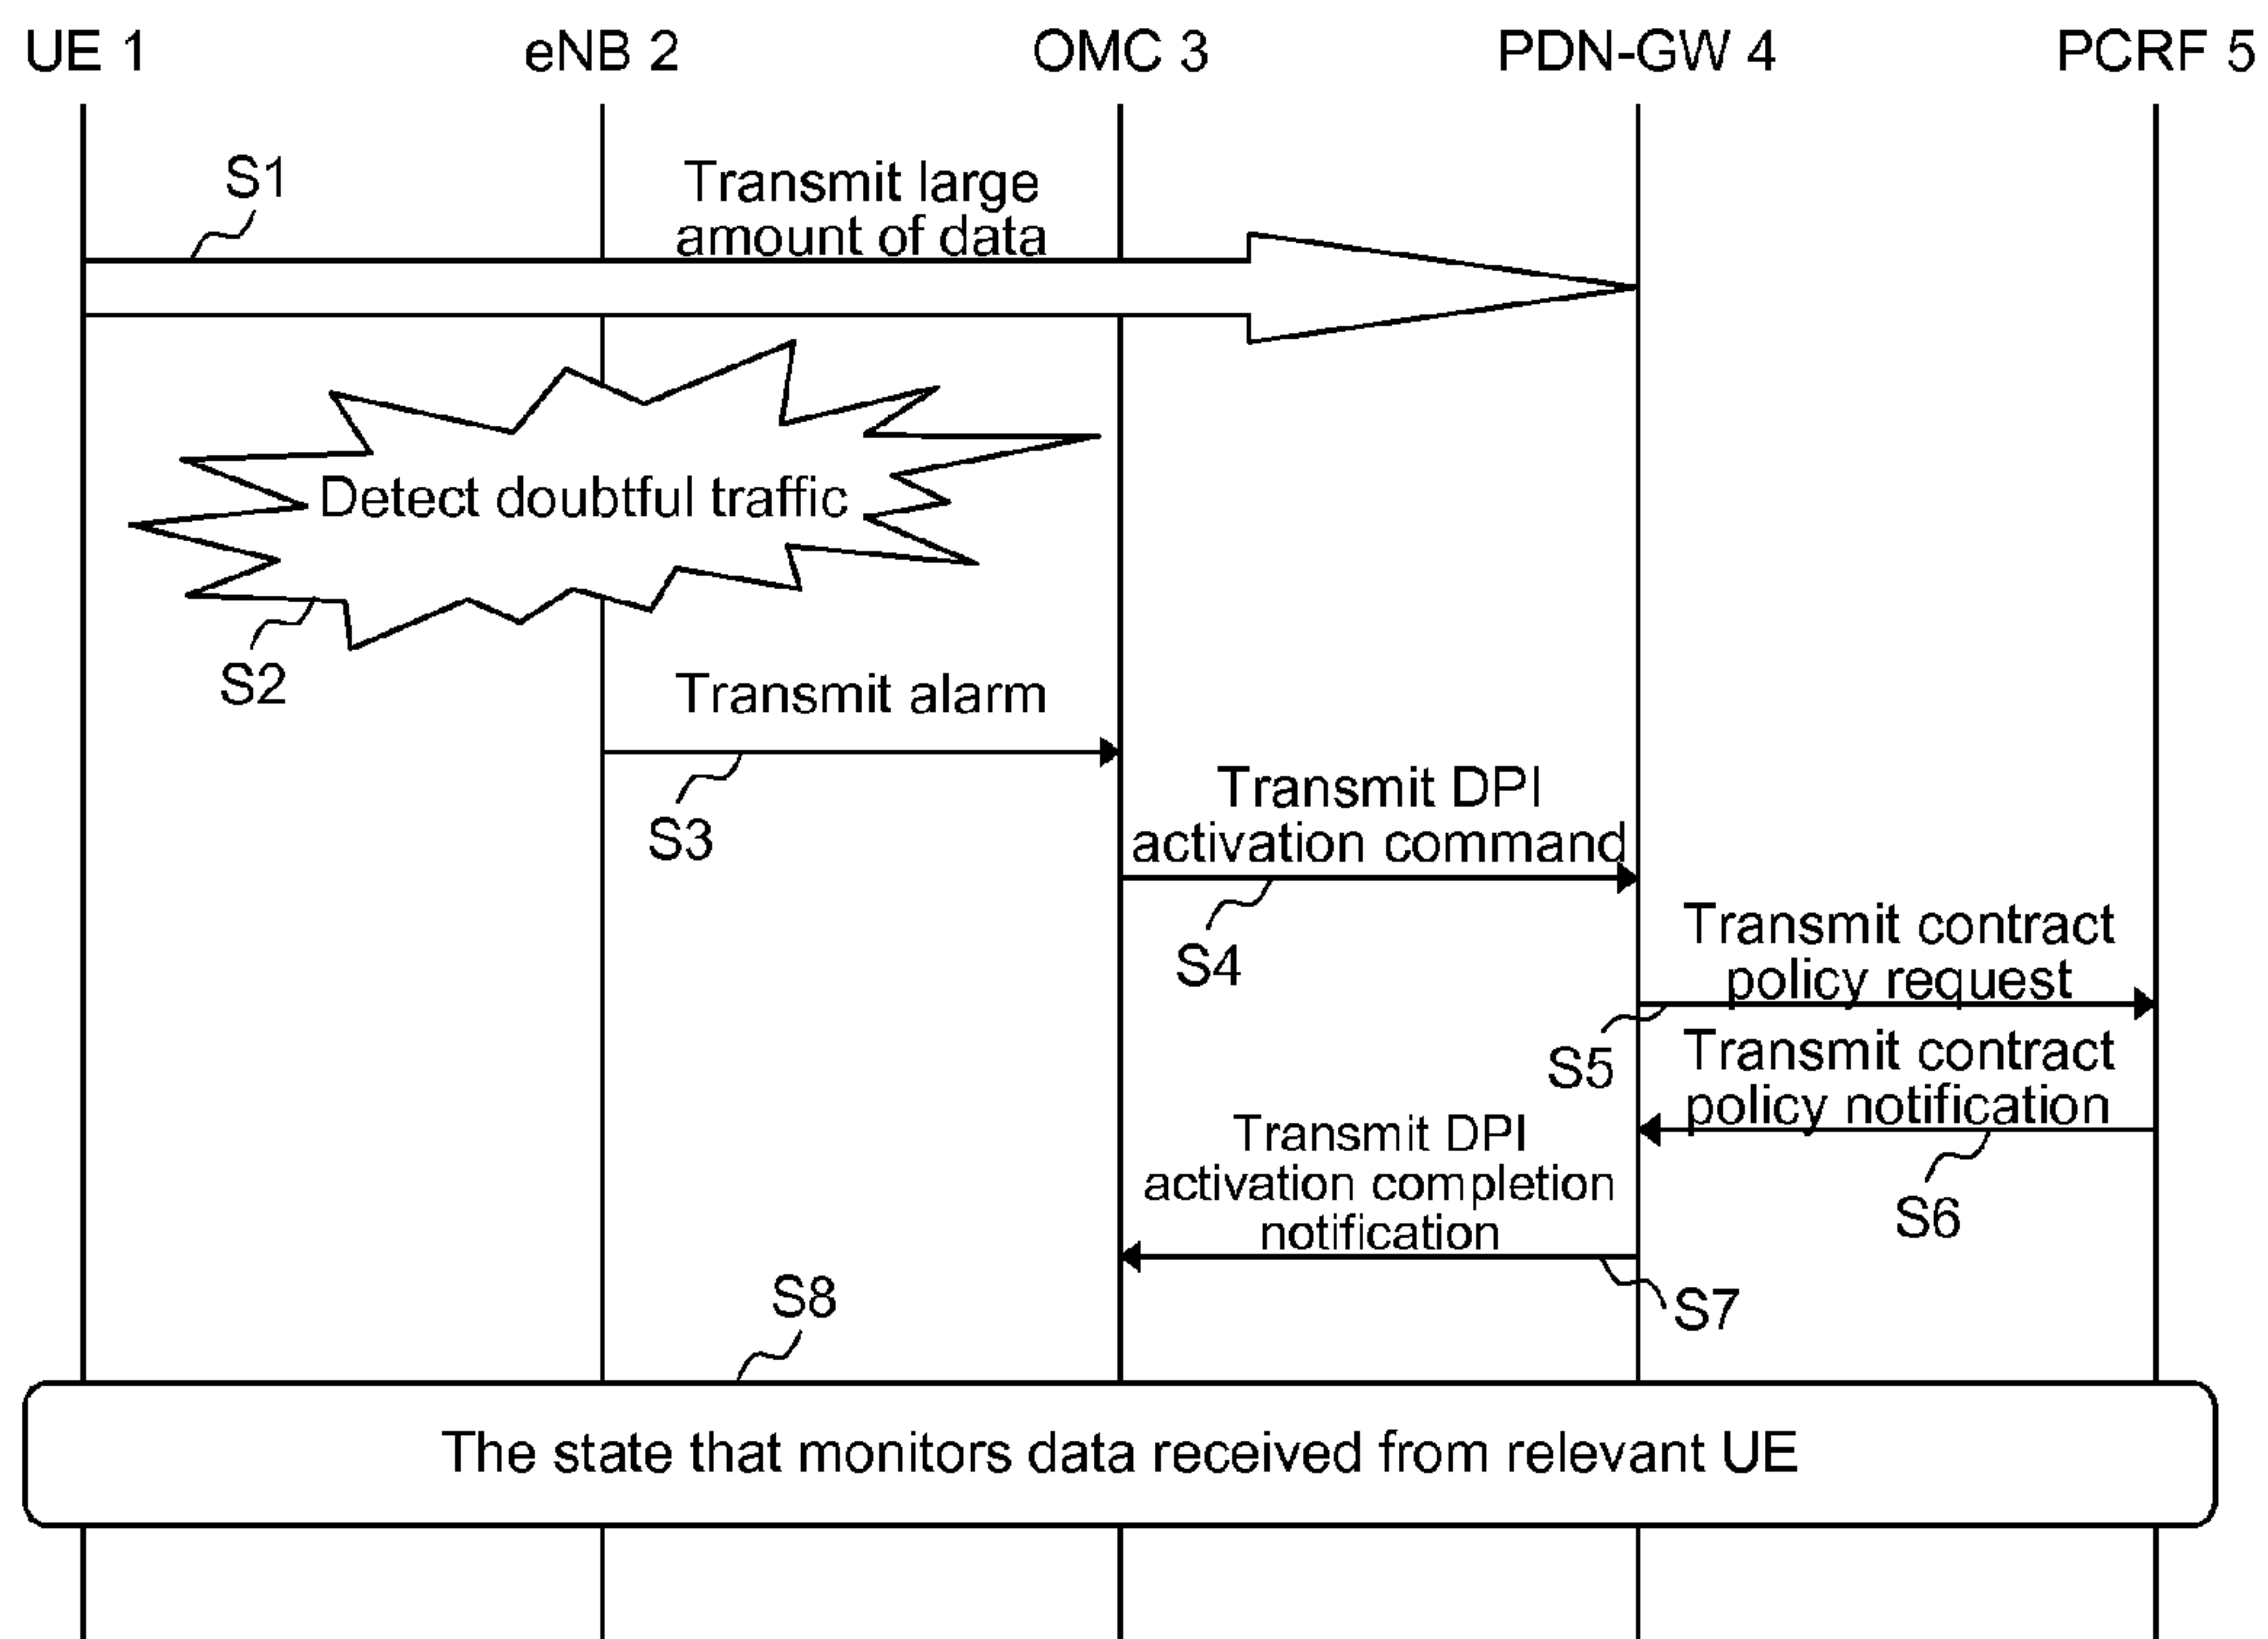 UE 1
eNB 2
OMC 3
PDN-GW 4
PCRF 5
S1
Transmit large
amount of data
Detect doubtful traffic
S2
Transmit alarm
S3
Transmit DPI
activation command
S4
Transmit contract
policy request
S5
Transmit contract
policy notification
S6
Transmit DPI
activation completion
notification
S7
S8
The state that monitors data received from relevant UE